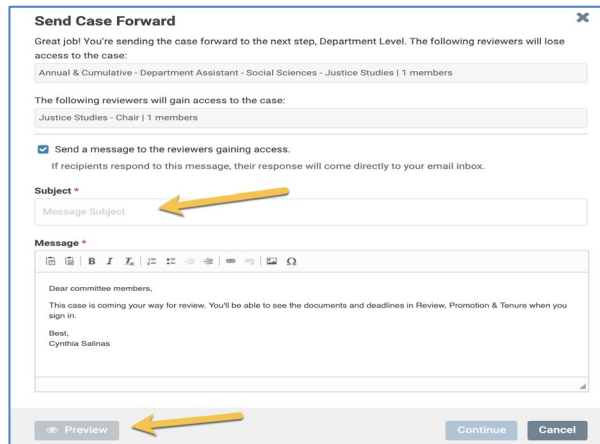 Send Case Forward
Great job! You're sending the case forward to the next step, Department Level. The following reviewers will lose
access to the case:
Annual & Cumulative - Department Assistant - Social Sciences - Justice Studies | 1 members
The following reviewers will gain access to the case:
Justice Studies - Chair | 1 members
Send a message to the reviewers gaining access.
If recipients respond to this message, their response will come directly to your email inbox.
Subject *
Message Subject
Message *
Dear committee members,
This case is coming your way for review. You'll be able to see the documents and deadlines in Review, Promotion & Tenure when you
sign in.
Best,
Cynthia Salinas
Preview
Continue
Cancel